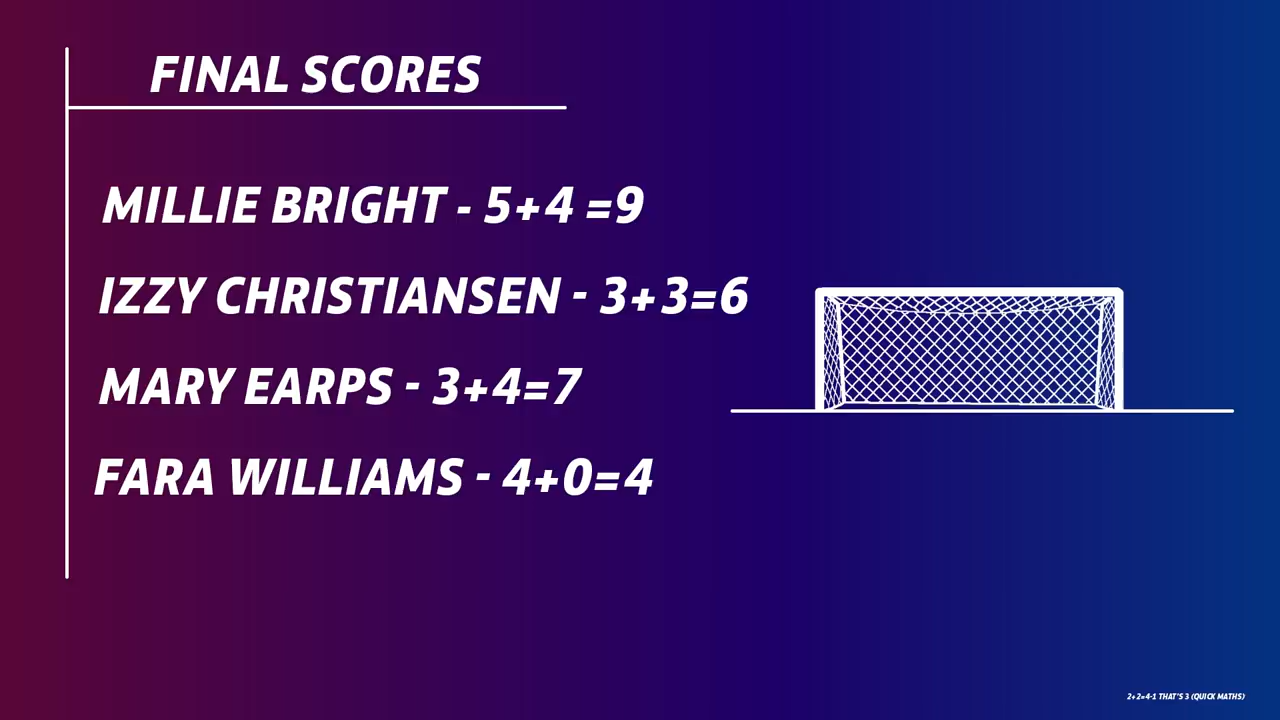 FINAL SCORES
MILLIE BRIGHT - 5+4 =9
IZZY CHRISTIANSEN - 3+3=6
MARY EARPS - 3+4=7
FARA WILLIAMS - 4+0=4
2+2=4-1 THAT'S 3 (QUICK MATHS)